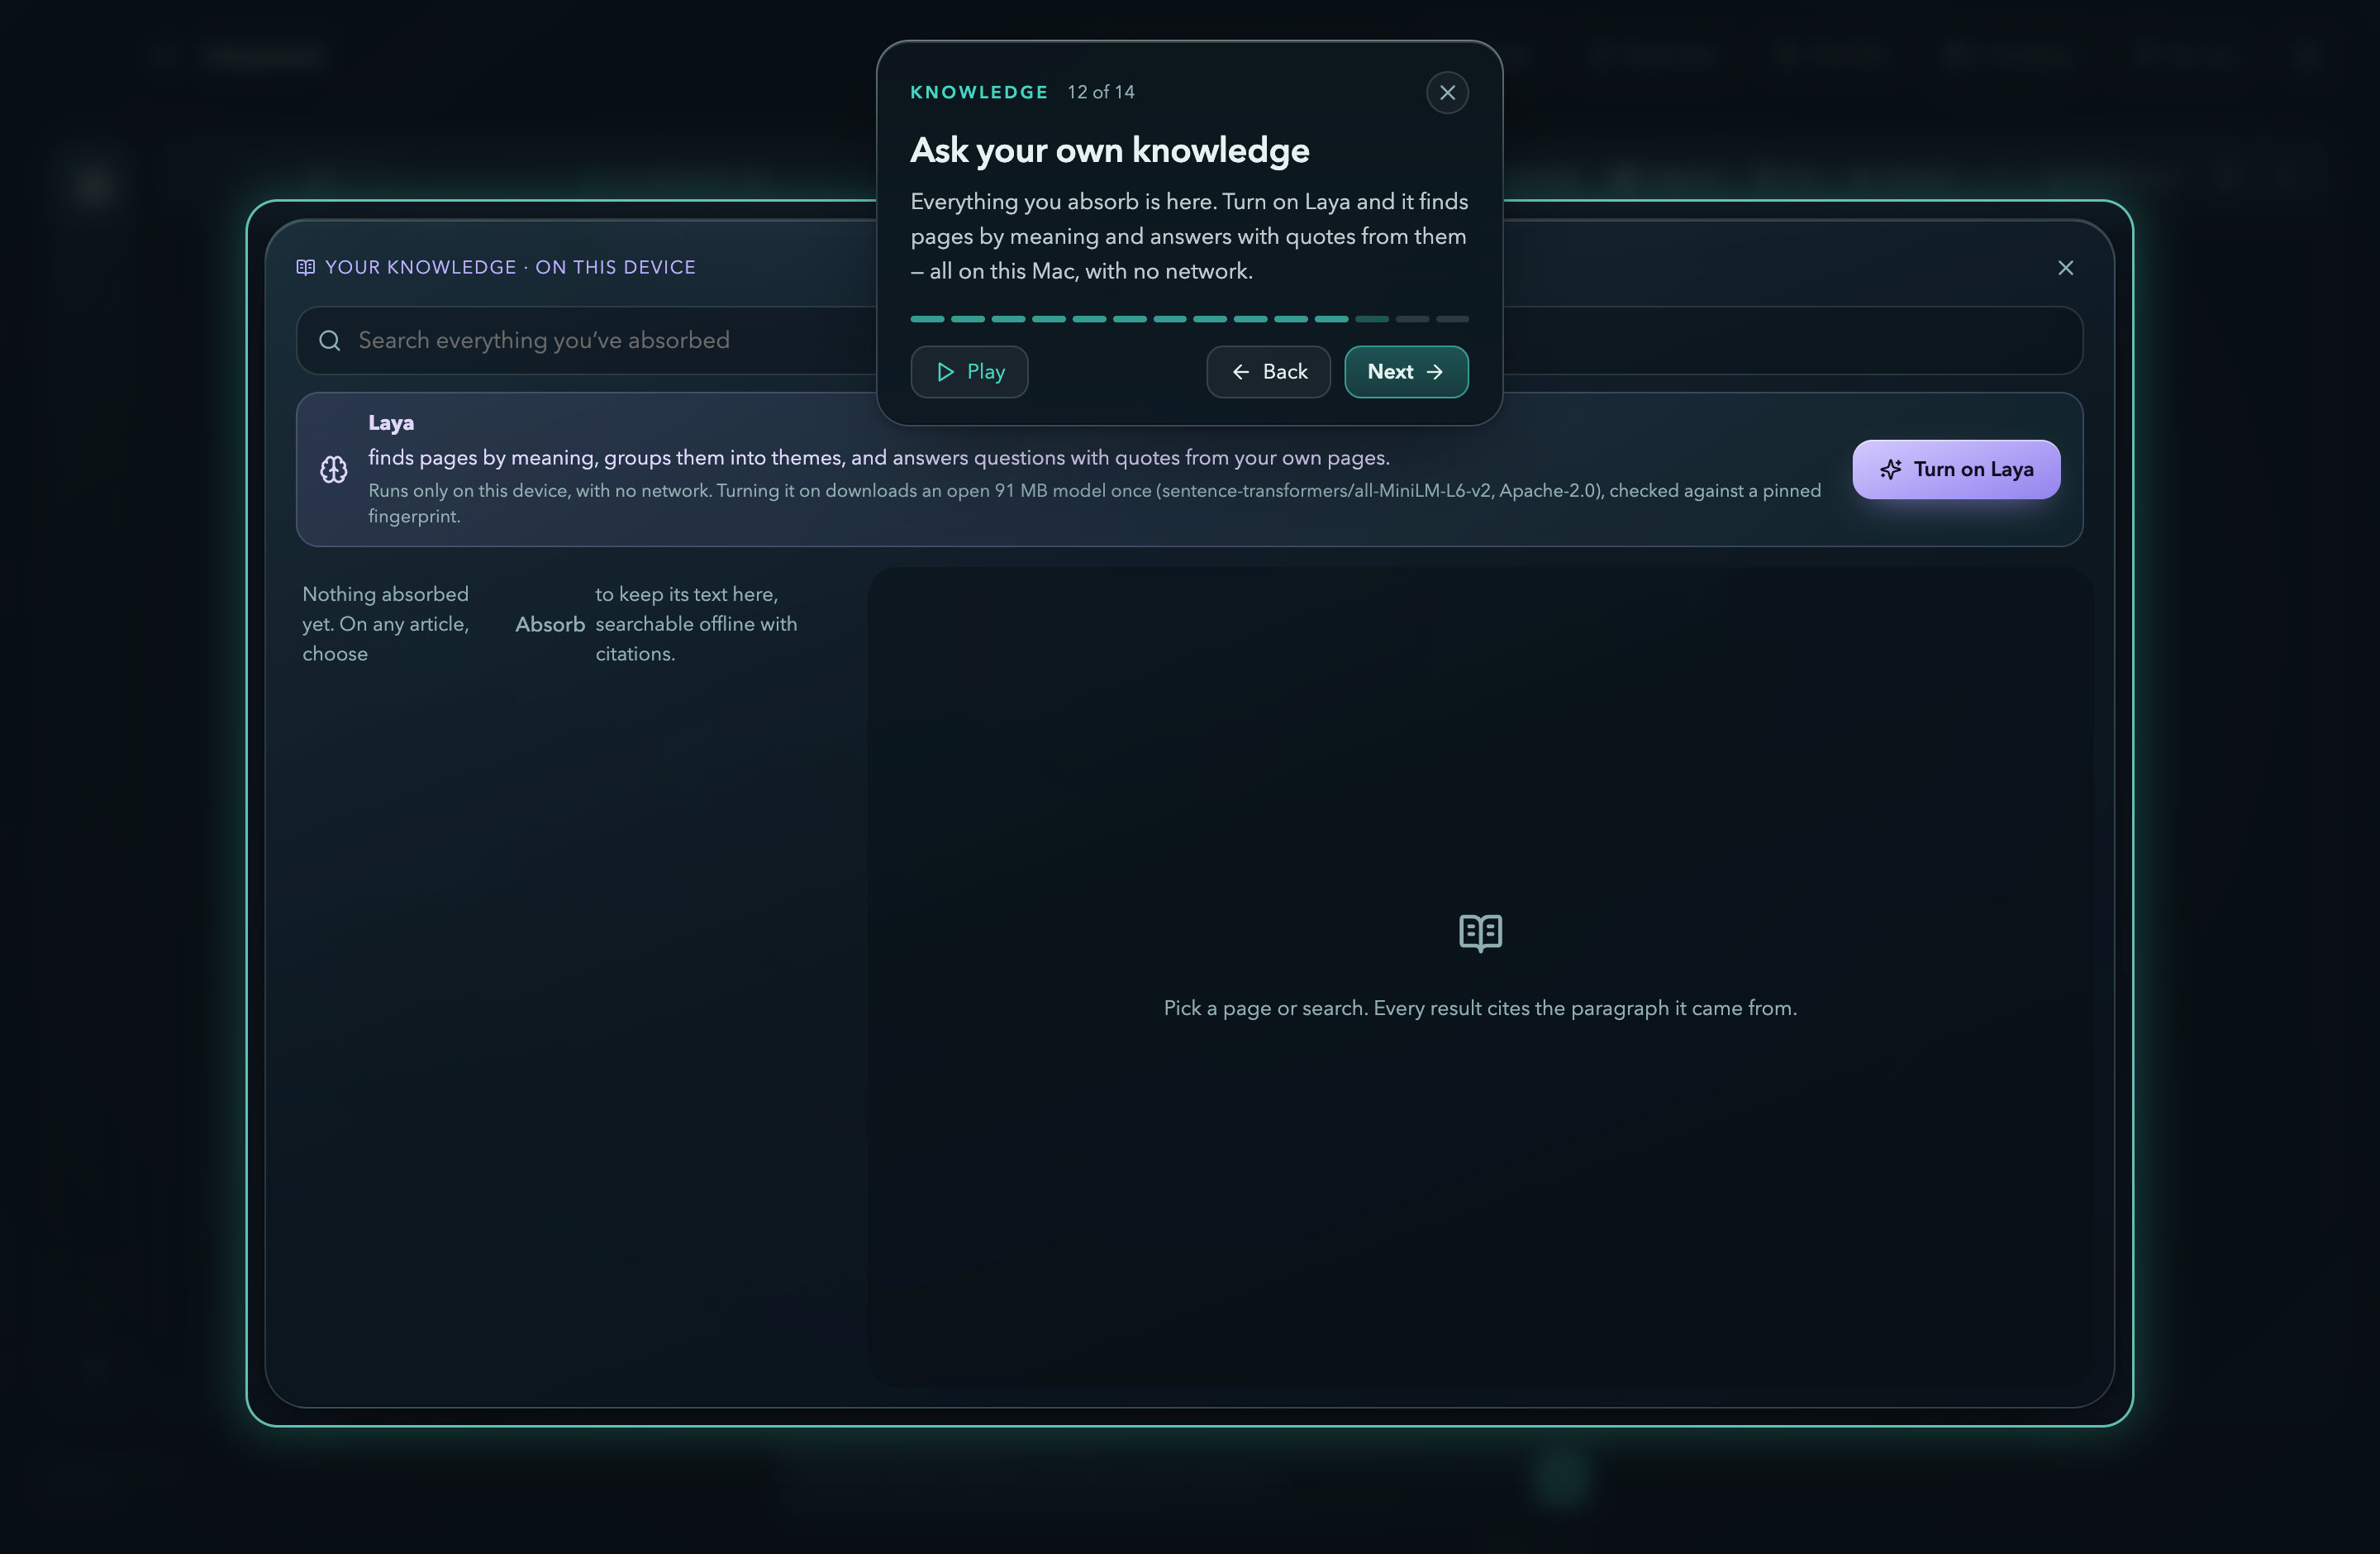 KNOWLEDGE 12 of 14
Ask your own knowledge
Everything you absorb is here. Turn on Laya and it finds
pages by meaning and answers with quotes from them
– all on this Mac, with no network.
Play
Back
Next
YOUR KNOWLEDGE · ON THIS DEVICE
Search everything you’ve absorbed
Laya
finds pages by meaning, groups them into themes, and answers questions with quotes from your own pages.
Runs only on this device, with no network. Turning it on downloads an open 91 MB model once (sentence-transformers/all-MiniLM-L6-v2, Apache-2.0), checked against a pinned
fingerprint.
Turn on Laya
Nothing absorbed
yet. On any article,
choose
Absorb
to keep its text here,
searchable offline with
citations.
Pick a page or search. Every result cites the paragraph it came from.